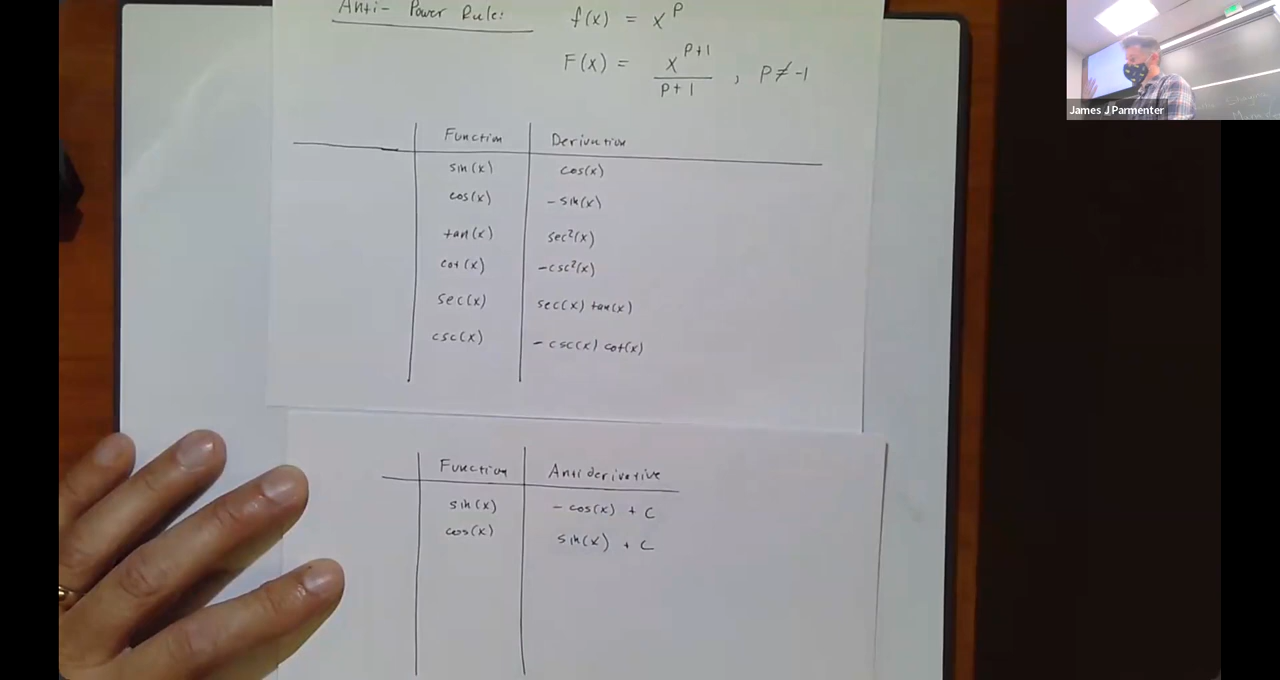 Anti-Power Rule: f(x) = x^p
F(x) = x^(p+1) / (p+1) , p ≠ -1
Function Derivative
sin(x) cos(x)
cos(x) -sin(x)
tan(x) sec²(x)
cot(x) -csc²(x)
sec(x) sec(x) tan(x)
csc(x) -csc(x) cot(x)
Function Antiderivative
sin(x) -cos(x) + C
cos(x) sin(x) + C
James J Parmenter